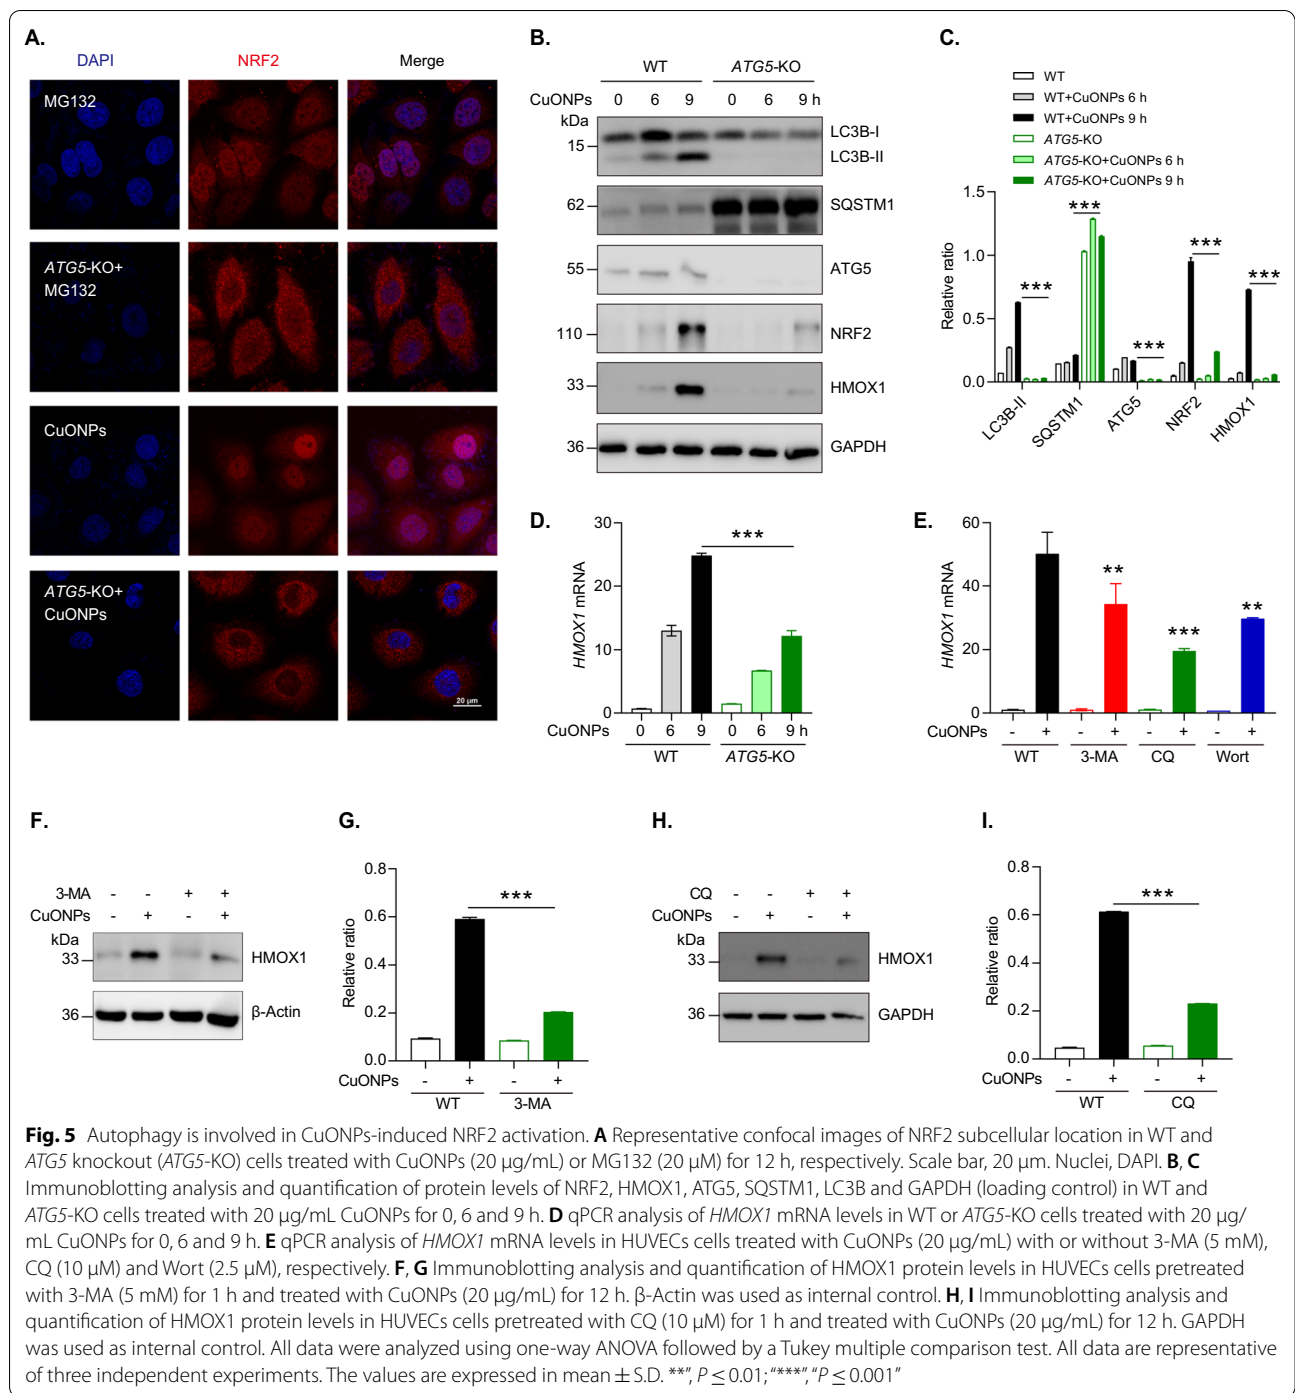 A.
DAPI NRF2 Merge
MG132
ATG5-KO+
MG132
CuONPs
ATG5-KO+
CuONPs
20 μm
B.
WT ATG5-KO
CuONPs 0 6 9 0 6 9 h
kDa
15
LC3B-I
LC3B-II
62
SQSTM1
55
ATG5
110
NRF2
33
HMOX1
36
GAPDH
C.
WT
WT+CuONPs 6 h
WT+CuONPs 9 h
ATG5-KO
ATG5-KO+CuONPs 6 h
ATG5-KO+CuONPs 9 h
Relative ratio
1.5
1.0
0.5
0.0
*** *** *** *** ***
LC3B-II SQSTM1 ATG5 NRF2 HMOX1
D.
HMOX1 mRNA
30
20
10
0
***
CuONPs 0 6 9 0 6 9 h
WT ATG5-KO
E.
HMOX1 mRNA
60
40
20
0
** *** **
CuONPs - + - + - + - +
WT 3-MA CQ Wort
F.
3-MA - - + +
CuONPs - + - +
kDa
33
HMOX1
36
β-Actin
G.
Relative ratio
0.8
0.6
0.4
0.2
0.0
***
CuONPs - + - +
WT 3-MA
H.
CQ - - + +
CuONPs - + - +
kDa
33
HMOX1
36
GAPDH
I.
Relative ratio
0.8
0.6
0.4
0.2
0.0
***
CuONPs - + - +
WT CQ
Fig. 5 Autophagy is involved in CuONPs-induced NRF2 activation. A Representative confocal images of NRF2 subcellular location in WT and
ATG5 knockout (ATG5-KO) cells treated with CuONPs (20 μg/mL) or MG132 (20 μM) for 12 h, respectively. Scale bar, 20 μm. Nuclei, DAPI. B, C
Immunoblotting analysis and quantification of protein levels of NRF2, HMOX1, ATG5, SQSTM1, LC3B and GAPDH (loading control) in WT and
ATG5-KO cells treated with 20 μg/mL CuONPs for 0, 6 and 9 h. D qPCR analysis of HMOX1 mRNA levels in WT or ATG5-KO cells treated with 20 μg/
mL CuONPs for 0, 6 and 9 h. E qPCR analysis of HMOX1 mRNA levels in HUVECs cells treated with CuONPs (20 μg/mL) with or without 3-MA (5 mM),
CQ (10 μM) and Wort (2.5 μM), respectively. F, G Immunoblotting analysis and quantification of HMOX1 protein levels in HUVECs cells pretreated
with 3-MA (5 mM) for 1 h and treated with CuONPs (20 μg/mL) for 12 h. β-Actin was used as internal control. H, I Immunoblotting analysis and
quantification of HMOX1 protein levels in HUVECs cells pretreated with CQ (10 μM) for 1 h and treated with CuONPs (20 μg/mL) for 12 h. GAPDH
was used as internal control. All data were analyzed using one-way ANOVA followed by a Tukey multiple comparison test. All data are representative
of three independent experiments. The values are expressed in mean ± S.D. **”, P ≤ 0.01; “***”, “P ≤ 0.001”